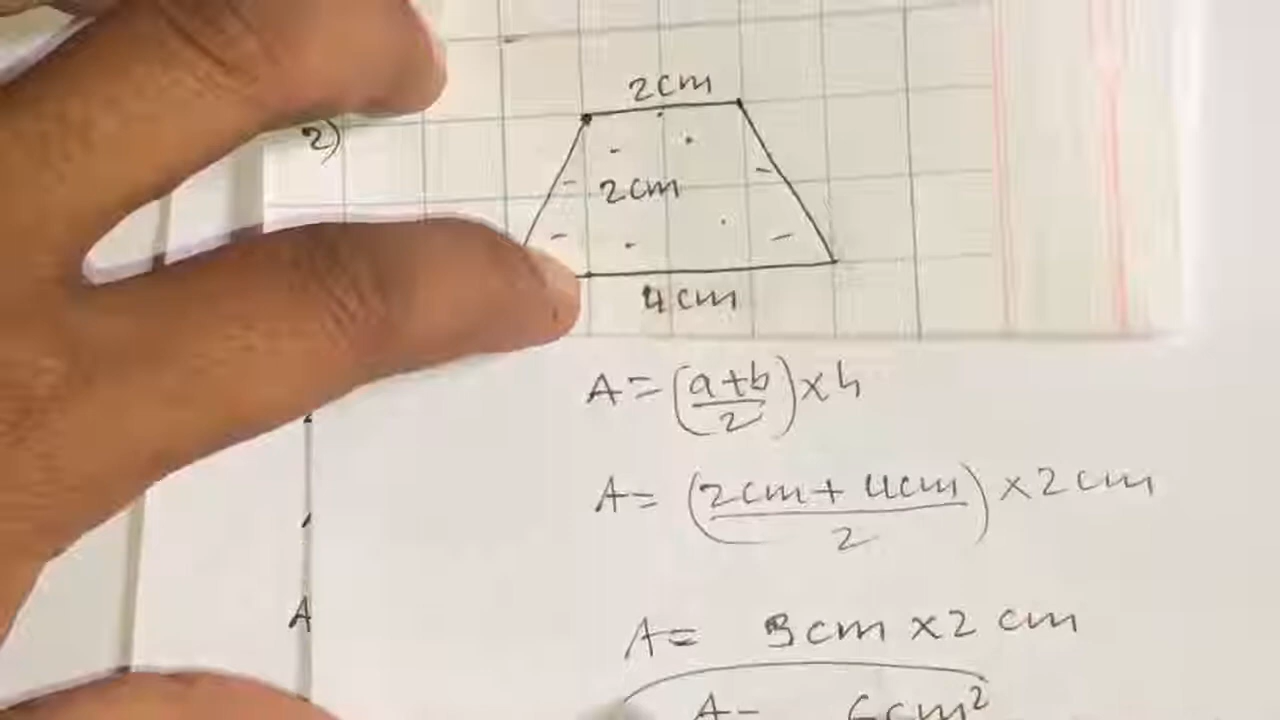 2cm
2)
2cm
4cm
A = (a+b/2) x h
A = (2cm + 4cm/2) x 2cm
A
A = 3cm x 2 cm
A = 6cm²